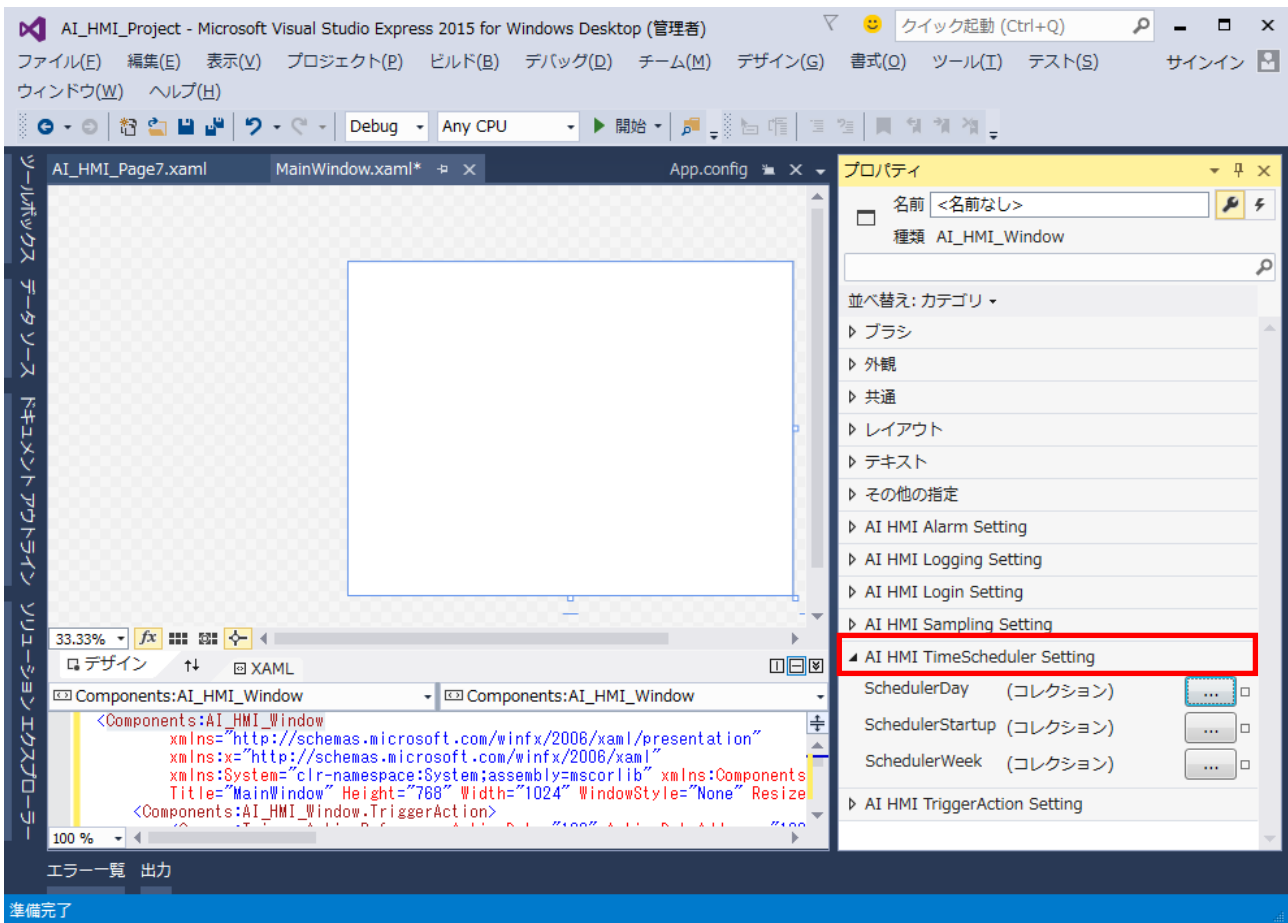 AI_HMI_Project - Microsoft Visual Studio Express 2015 for Windows Desktop (管理者)
クイック起動 (Ctrl+Q)
ファイル(F) 編集(E) 表示(V) プロジェクト(P) ビルド(B) デバッグ(D) チーム(M) デザイン(G) 書式(O) ツール(T) テスト(S) サインイン
ウィンドウ(W) ヘルプ(H)
Debug Any CPU 開始
ツールボックス
データ ソース
ドキュメント アウトライン
ソリューション エクスプローラー
AI_HMI_Page7.xaml MainWindow.xaml* App.config
プロパティ
名前 <名前なし>
種類 AI_HMI_Window
並べ替え: カテゴリ
ブラシ
外観
共通
レイアウト
テキスト
その他の指定
AI HMI Alarm Setting
AI HMI Logging Setting
AI HMI Login Setting
AI HMI Sampling Setting
AI HMI TimeScheduler Setting
SchedulerDay (コレクション) ...
SchedulerStartup (コレクション) ...
SchedulerWeek (コレクション) ...
AI HMI TriggerAction Setting
33.33% fx
デザイン XAML
Components:AI_HMI_Window Components:AI_HMI_Window
<Components:AI_HMI_Window
xmlns="http://schemas.microsoft.com/winfx/2006/xaml/presentation"
xmlns:x="http://schemas.microsoft.com/winfx/2006/xaml"
xmlns:System="clr-namespace:System;assembly=mscorlib" xmlns:Components
Title="MainWindow" Height="768" Width="1024" WindowStyle="None" Resize
<Components:AI_HMI_Window.TriggerAction>
100 %
エラー一覧 出力
準備完了